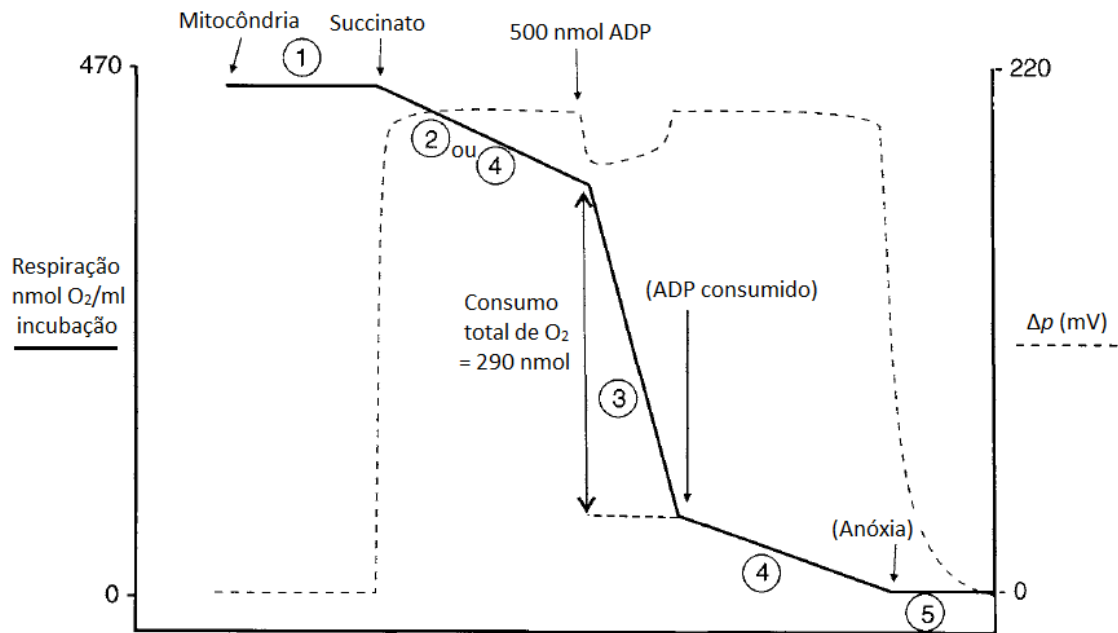 Mitocôndria
Succinato
500 nmol ADP
470
1
220
2 ou 4
Respiração
nmol O₂/ml
incubação
Consumo
total de O₂
= 290 nmol
(ADP consumido)
Δp (mV)
3
(Anóxia)
4
0
0
5